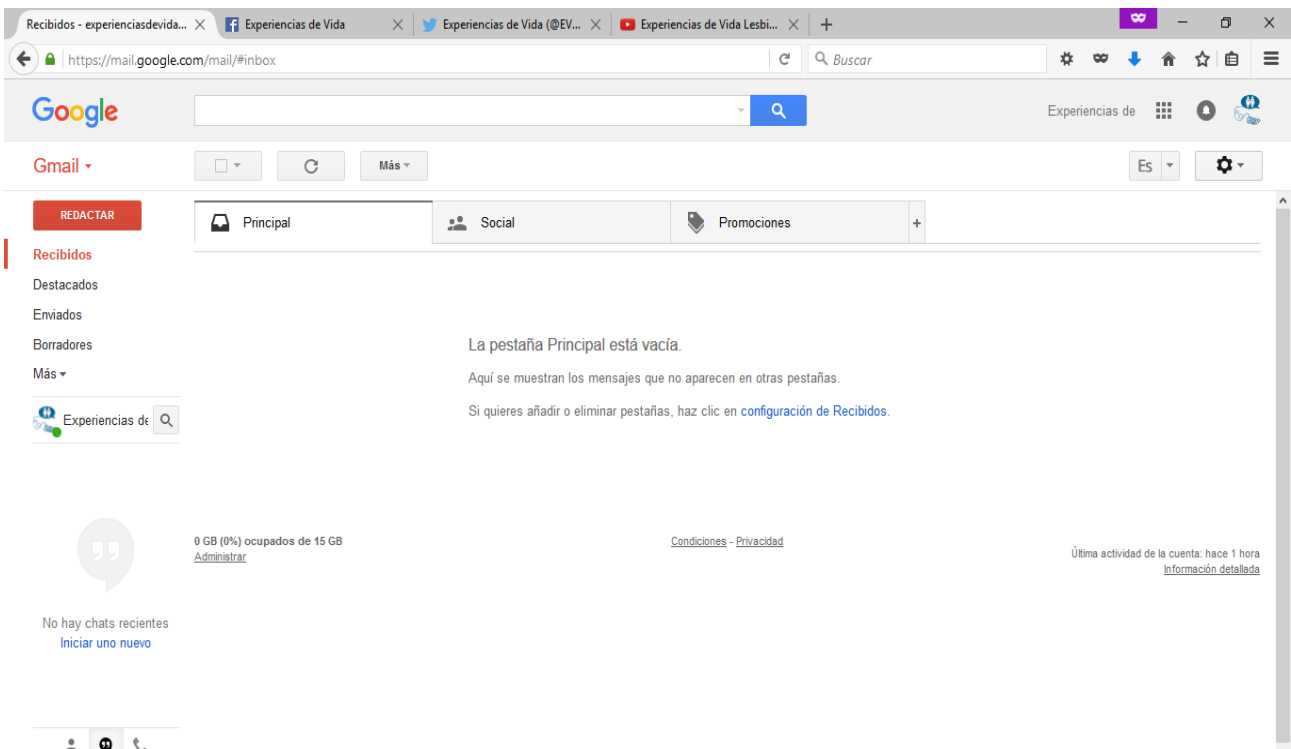 Recibidos - experienciasdevida...
Experiencias de Vida
Experiencias de Vida (@EV...
Experiencias de Vida Lesbi...
https://mail.google.com/mail/#inbox
Buscar
Google
Experiencias de
Gmail
Más
Es
REDACTAR
Principal
Social
Promociones
+
Recibidos
Destacados
Enviados
Borradores
Más
La pestaña Principal está vacía.
Aquí se muestran los mensajes que no aparecen en otras pestañas.
Si quieres añadir o eliminar pestañas, haz clic en configuración de Recibidos.
Experiencias de
0 GB (0%) ocupados de 15 GB
Administrar
Condiciones - Privacidad
Última actividad de la cuenta: hace 1 hora
Información detallada
No hay chats recientes
Iniciar uno nuevo